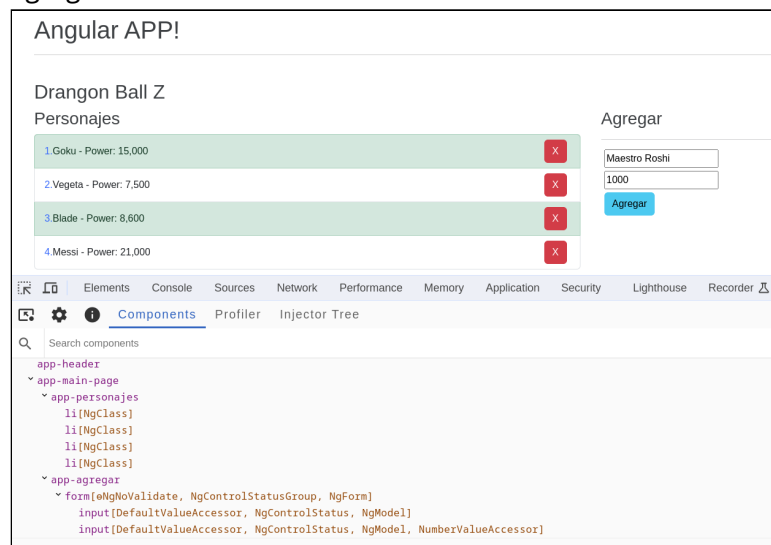 Angular APP!
Drangon Ball Z
Personajes
Agregar
1.Goku - Power: 15,000 X
2.Vegeta - Power: 7,500 X
3.Blade - Power: 8,600 X
4.Messi - Power: 21,000 X
Maestro Roshi
1000
Agregar
Elements Console Sources Network Performance Memory Application Security Lighthouse Recorder
Components Profiler Injector Tree
Search components
app-header
app-main-page
app-personajes
li[NgClass]
li[NgClass]
li[NgClass]
li[NgClass]
app-agregar
form[ɵNgNoValidate, NgControlStatusGroup, NgForm]
input[DefaultValueAccessor, NgControlStatus, NgModel]
input[DefaultValueAccessor, NgControlStatus, NgModel, NumberValueAccessor]